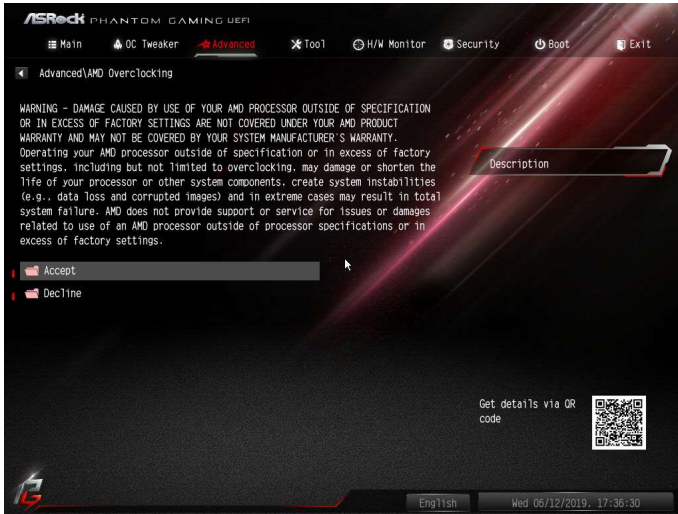 ASRock PHANTOM GAMING UEFI
Main OC Tweaker Advanced Tool H/W Monitor Security Boot Exit
Advanced\AMD Overclocking
WARNING - DAMAGE CAUSED BY USE OF YOUR AMD PROCESSOR OUTSIDE OF SPECIFICATION
OR IN EXCESS OF FACTORY SETTINGS ARE NOT COVERED UNDER YOUR AMD PRODUCT
WARRANTY AND MAY NOT BE COVERED BY YOUR SYSTEM MANUFACTURER'S WARRANTY.
Operating your AMD processor outside of specification or in excess of factory
settings, including but not limited to overclocking, may damage or shorten the
life of your processor or other system components, create system instabilities
(e.g., data loss and corrupted images) and in extreme cases may result in total
system failure. AMD does not provide support or service for issues or damages
related to use of an AMD processor outside of processor specifications or in
excess of factory settings.
Description
Accept
Decline
Get details via QR
code
English Wed 06/12/2019, 17:36:30